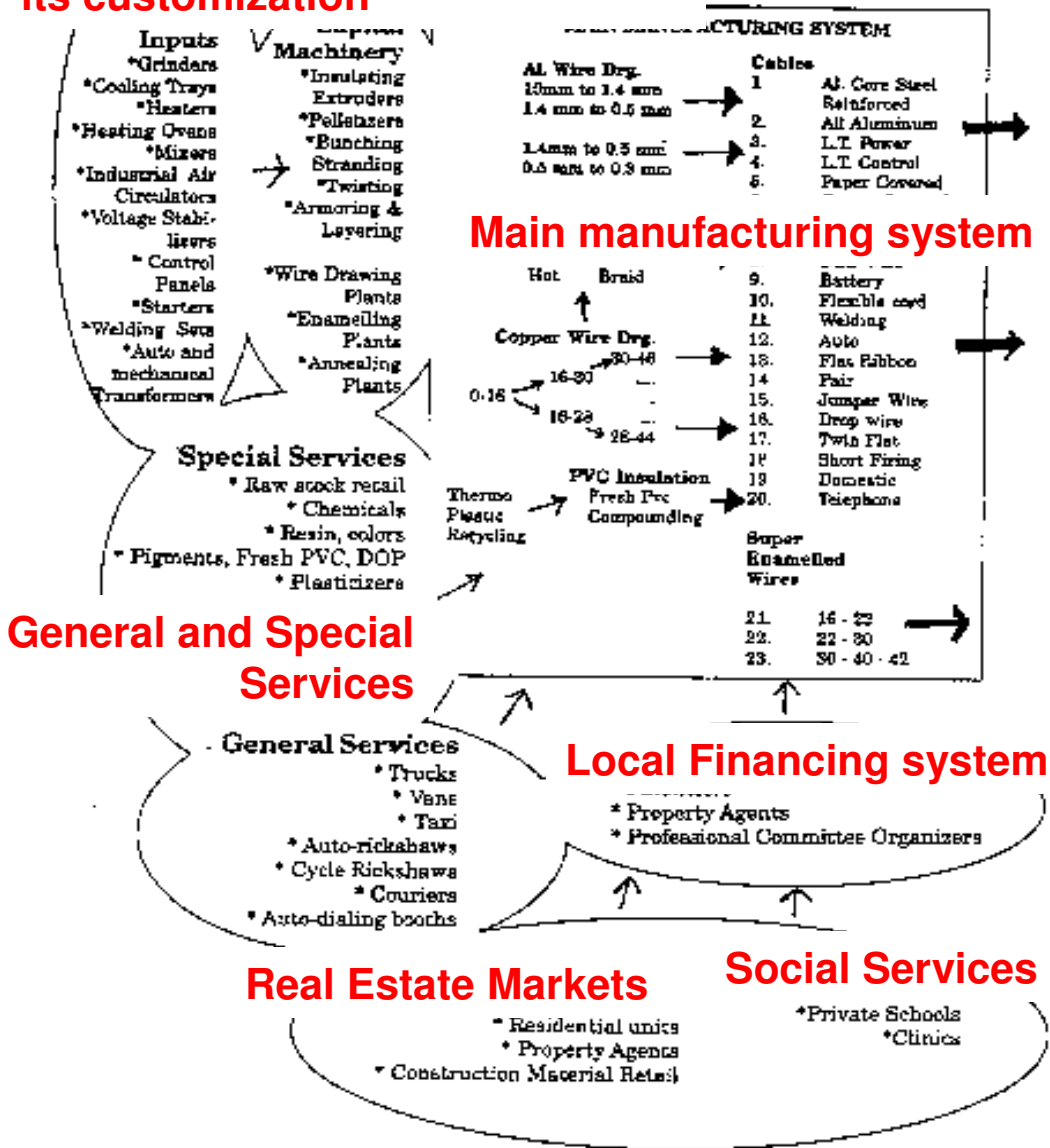 its customization
Inputs
*Grinders
*Cooling Trays
*Heaters
*Heating Ovens
*Mixers
*Industrial Air
Circulators
*Voltage Stabi-
lizers
* Control
Panels
*Starters
*Welding Sets
*Auto and
mechanical
Transformers
Machinery
*Insulating
Extruders
*Pelletazers
*Bunching
Stranding
*Twisting
*Armoring &
Layering
*Wire Drawing
Plants
*Enamelling
Plants
*Annealing
Plants
Special Services
* Raw stock retail
* Chemicals
* Resin, colors
* Pigments, Fresh PVC, DOP
* Plasticizers
General and Special
Services
General Services
* Trucks
* Vans
* Taxi
* Auto-rickshaws
* Cycle Rickshaws
* Couriers
* Auto-dialing booths
MANUFACTURING SYSTEM
AL Wire Drg.
10mm to 1.4 mm
1.4 mm to 0.5 mm
1.4mm to 0.5 mm
0.5 mm to 0.3 mm
Main manufacturing system
Hot Braid
Copper Wire Drg.
30-46
16-30
0-16
16-28
28-44
PVC Insulation
Thermo
Plastic
Recycling
Fresh Pvc
Compounding
Cables
1 Al. Core Steel
Reinforced
2. All Aluminum
3. L.T. Power
4. L.T. Control
5. Paper Covered
9. Battery
10. Flexible cord
11. Welding
12. Auto
13. Flat Ribbon
14 Pair
15. Jumper Wire
16. Drop wire
17. Twin Flat
18 Short Firing
19 Domestic
20. Telephone
Super
Enamelled
Wires
21. 16 - 22
22. 22 - 30
23. 30 - 40 - 42
Local Financing system
* Property Agents
* Professional Committee Organizers
Real Estate Markets
* Residential units
* Property Agents
* Construction Material Retail
Social Services
*Private Schools
*Clinics